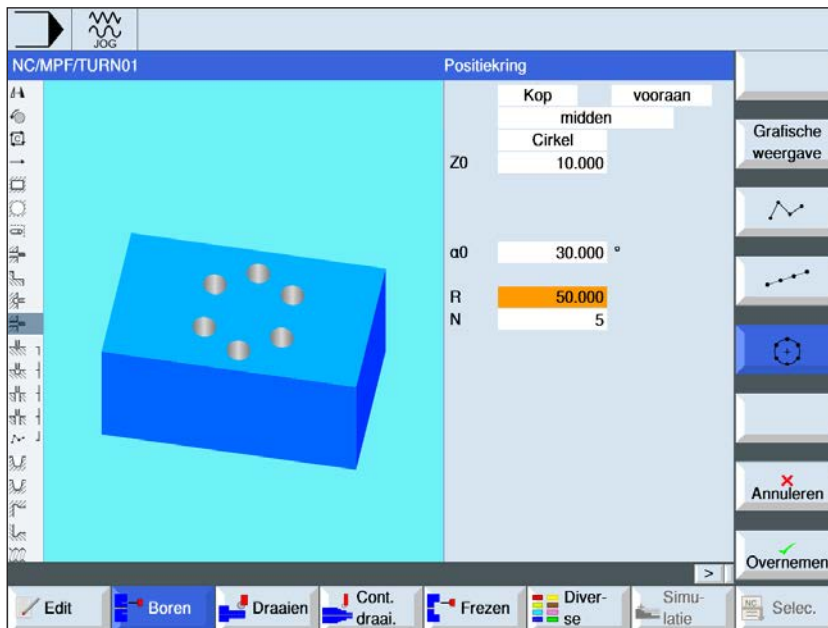 JOG
NC/MPF/TURN01
Positiekring
Kop vooraan
midden
Cirkel
Z0 10.000
α0 30.000 °
R 50.000
N 5
Grafische
weergave
Annuleren
Overnemen
>
Edit
Boren
Draaien
Cont.
draai.
Frezen
Diver-
se
Simu-
latie
NC
Selec.